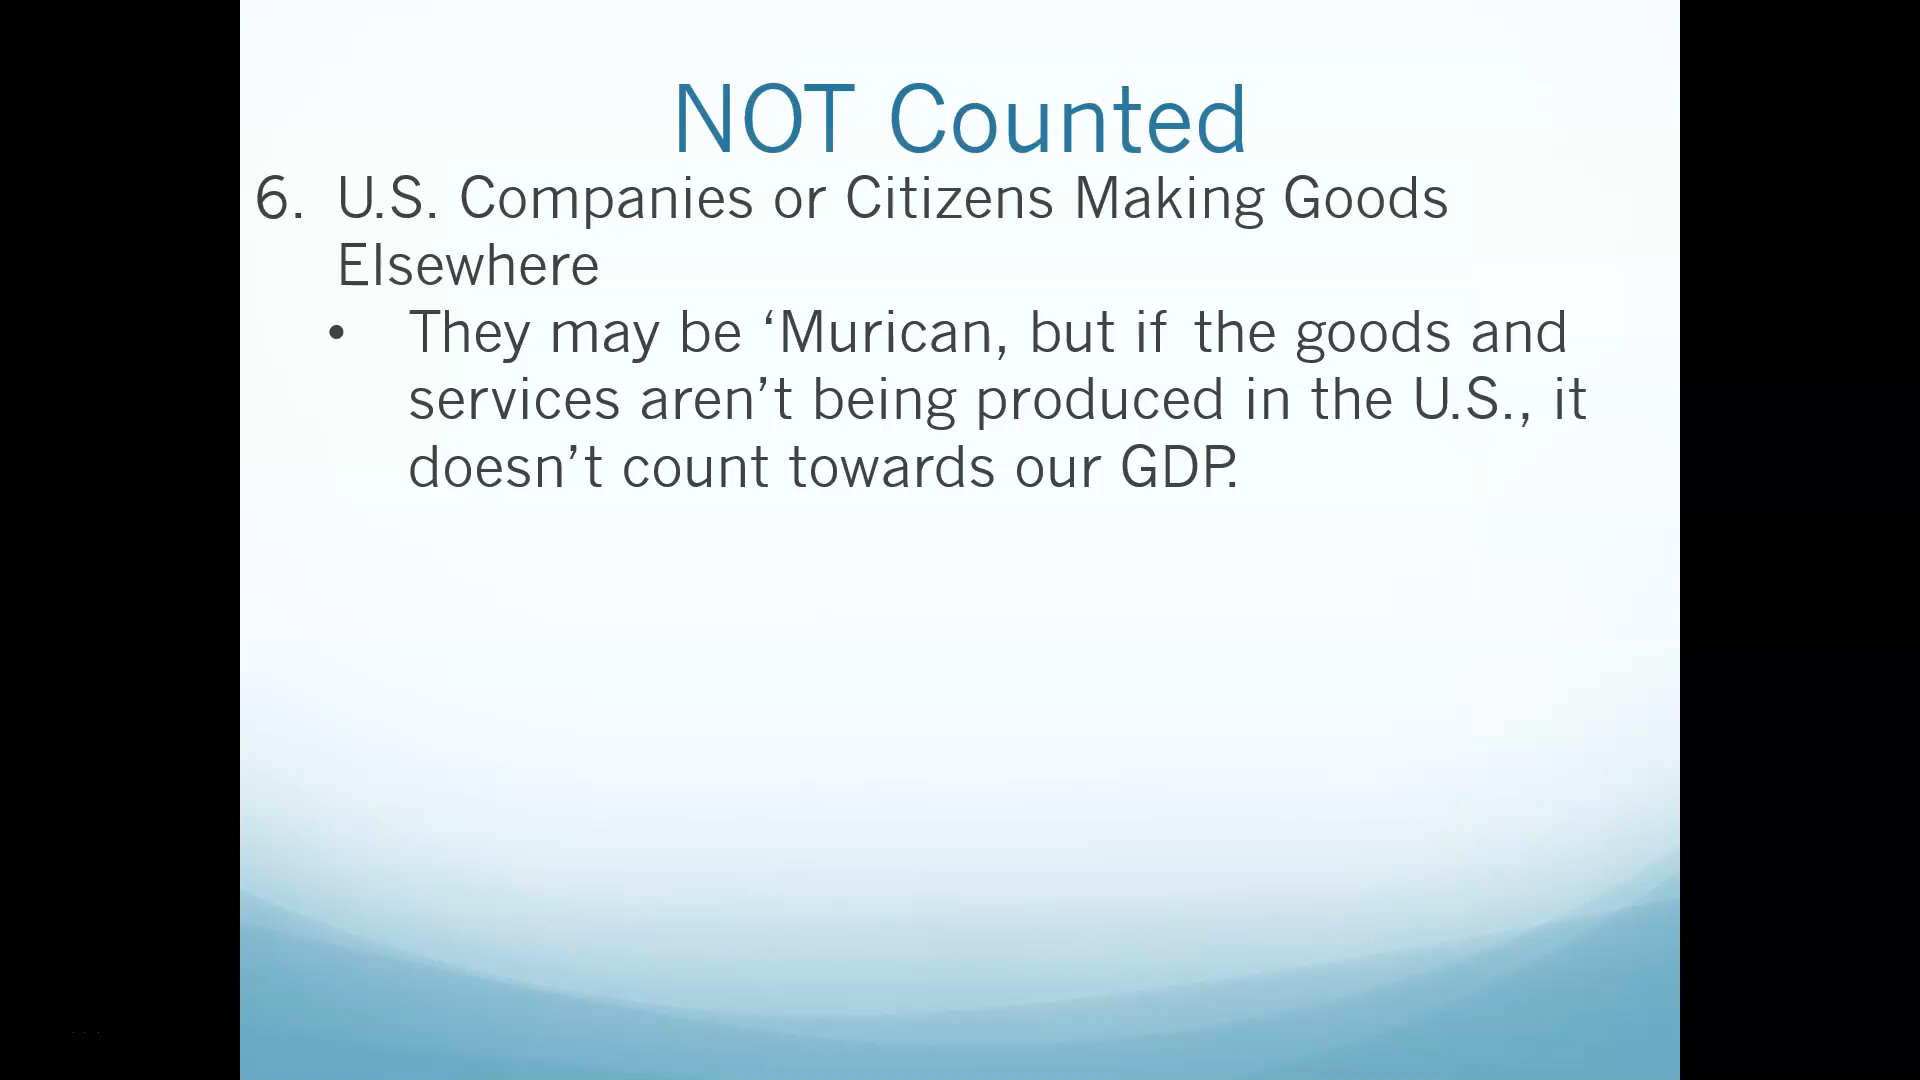 NOT Counted
6. U.S. Companies or Citizens Making Goods
Elsewhere
• They may be ‘Murican, but if the goods and
services aren’t being produced in the U.S., it
doesn’t count towards our GDP.